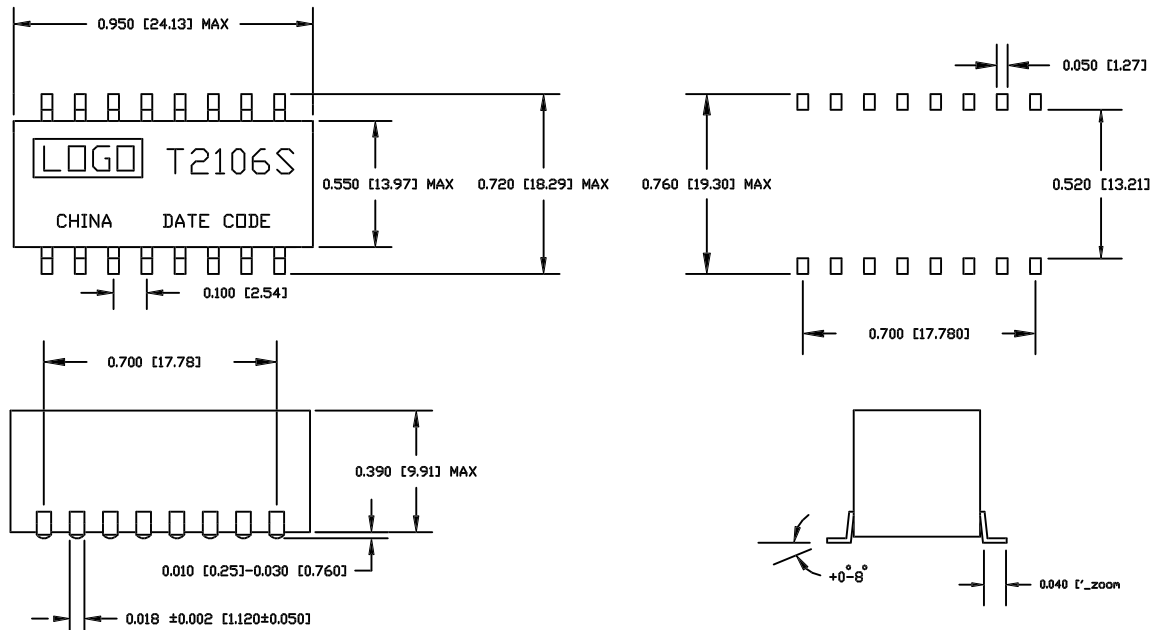 0.950 [24.13] MAX
0.050 [1.27]
LOGO T2106S
0.550 [13.97] MAX
0.720 [18.29] MAX
0.760 [19.30] MAX
0.520 [13.21]
CHINA DATE CODE
0.100 [2.54]
0.700 [17.780]
0.700 [17.78]
0.390 [9.91] MAX
0.010 [0.25]-0.030 [0.760]
+0°-8°
0.040 ['_zoom
0.018 ±0.002 [1.120±0.050]